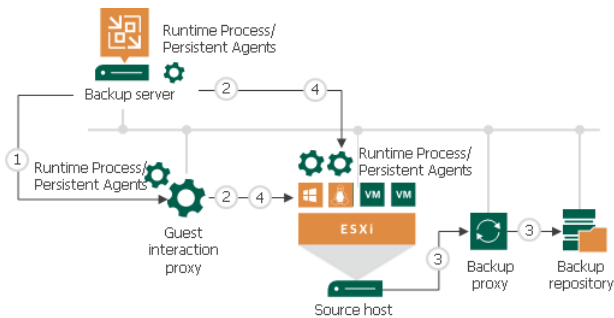 Runtime Process/
Persistent Agents
Backup server
2
4
1
Runtime Process/
Persistent Agents
Runtime Process/
Persistent Agents
2
4
VM
VM
Guest
interaction
proxy
ESXi
3
3
Source host
Backup
proxy
Backup
repository